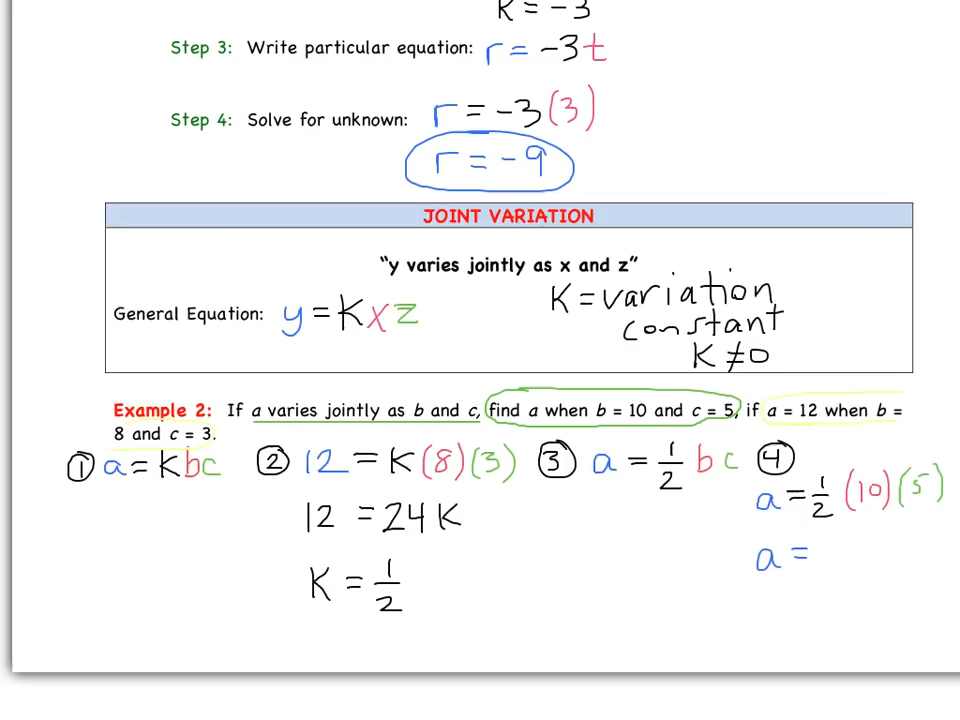 K = -3
Step 3: Write particular equation: r = -3t
Step 4: Solve for unknown: r = -3(3)
r = -9
JOINT VARIATION
"y varies jointly as x and z"
General Equation: y = Kxz
K = variation
constant
K ≠ 0
Example 2: If a varies jointly as b and c, find a when b = 10 and c = 5, if a = 12 when b =
8 and c = 3.
① a = Kbc ② 12 = K(8)(3) ③ a = 1/2 bc ④
a = 1/2 (10)(5)
12 = 24K
a =
K = 1/2